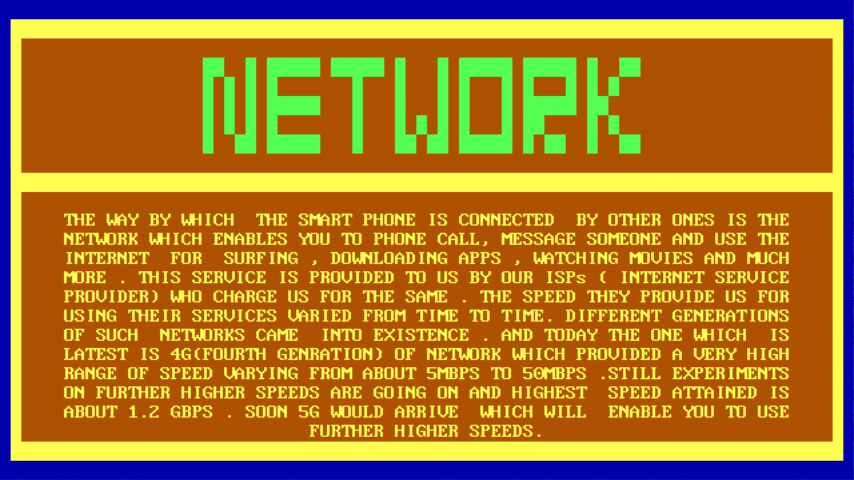 NETWORK
THE WAY BY WHICH THE SMART PHONE IS CONNECTED BY OTHER ONES IS THE
NETWORK WHICH ENABLES YOU TO PHONE CALL, MESSAGE SOMEONE AND USE THE
INTERNET FOR SURFING , DOWNLOADING APPS , WATCHING MOVIES AND MUCH
MORE . THIS SERVICE IS PROVIDED TO US BY OUR ISPs ( INTERNET SERVICE
PROVIDER) WHO CHARGE US FOR THE SAME . THE SPEED THEY PROVIDE US FOR
USING THEIR SERVICES VARIED FROM TIME TO TIME. DIFFERENT GENERATIONS
OF SUCH NETWORKS CAME INTO EXISTENCE . AND TODAY THE ONE WHICH IS
LATEST IS 4G(FOURTH GENRATION) OF NETWORK WHICH PROVIDED A VERY HIGH
RANGE OF SPEED VARYING FROM ABOUT 5MBPS TO 50MBPS .STILL EXPERIMENTS
ON FURTHER HIGHER SPEEDS ARE GOING ON AND HIGHEST SPEED ATTAINED IS
ABOUT 1.2 GBPS . SOON 5G WOULD ARRIVE WHICH WILL ENABLE YOU TO USE
FURTHER HIGHER SPEEDS.